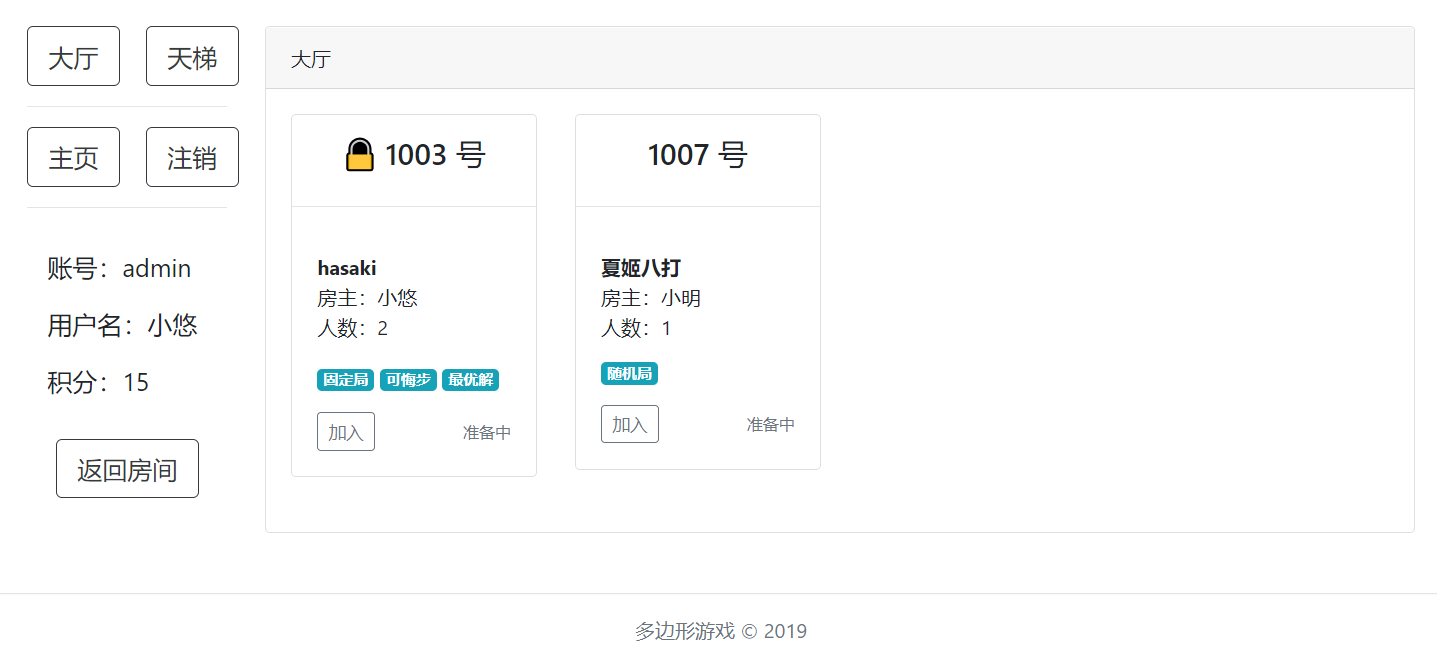 大厅 天梯
主页 注销
账号：admin
用户名：小悠
积分：15
返回房间
大厅
1003 号
hasaki
房主：小悠
人数：2
固定局 可悔步 最优解
加入 准备中
1007 号
夏姬八打
房主：小明
人数：1
随机局
加入 准备中
多边形游戏 © 2019